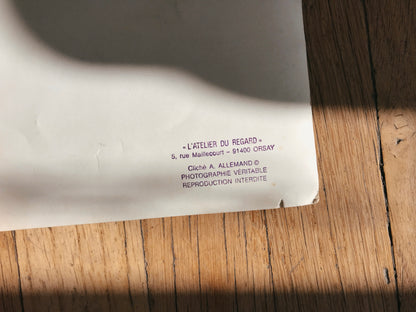 « L'ATELIER DU REGARD »
5, rue Maillecourt – 91400 ORSAY
Cliché A. ALLEMAND ©
PHOTOGRAPHIE VÉRITABLE
REPRODUCTION INTERDITE